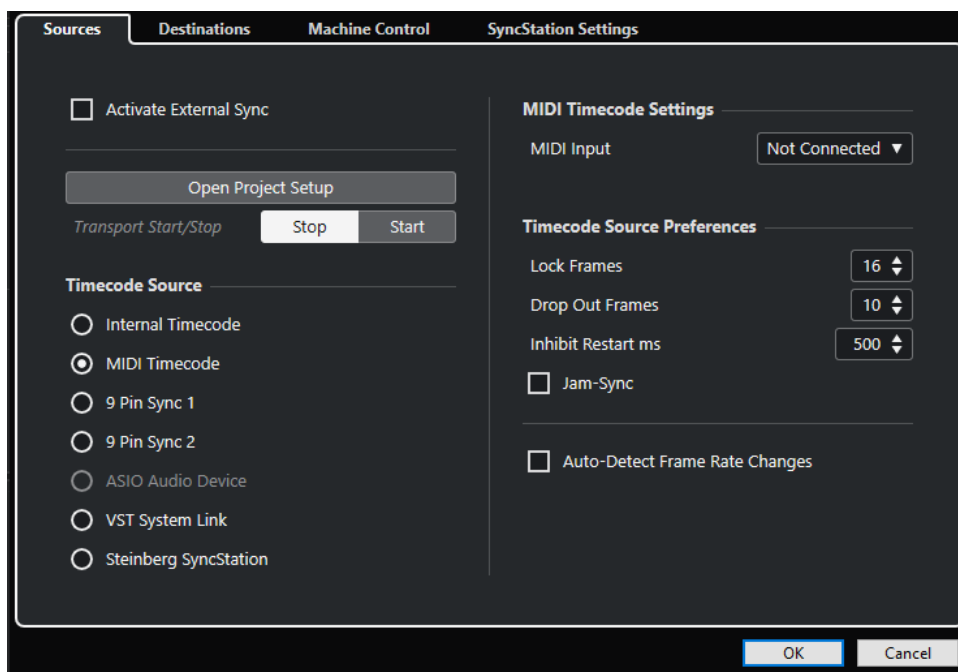 Sources
Destinations
Machine Control
SyncStation Settings
Activate External Sync
Open Project Setup
Transport Start/Stop
Stop
Start
Timecode Source
Internal Timecode
MIDI Timecode
9 Pin Sync 1
9 Pin Sync 2
ASIO Audio Device
VST System Link
Steinberg SyncStation
MIDI Timecode Settings
MIDI Input
Not Connected
Timecode Source Preferences
Lock Frames
16
Drop Out Frames
10
Inhibit Restart ms
500
Jam-Sync
Auto-Detect Frame Rate Changes
OK
Cancel